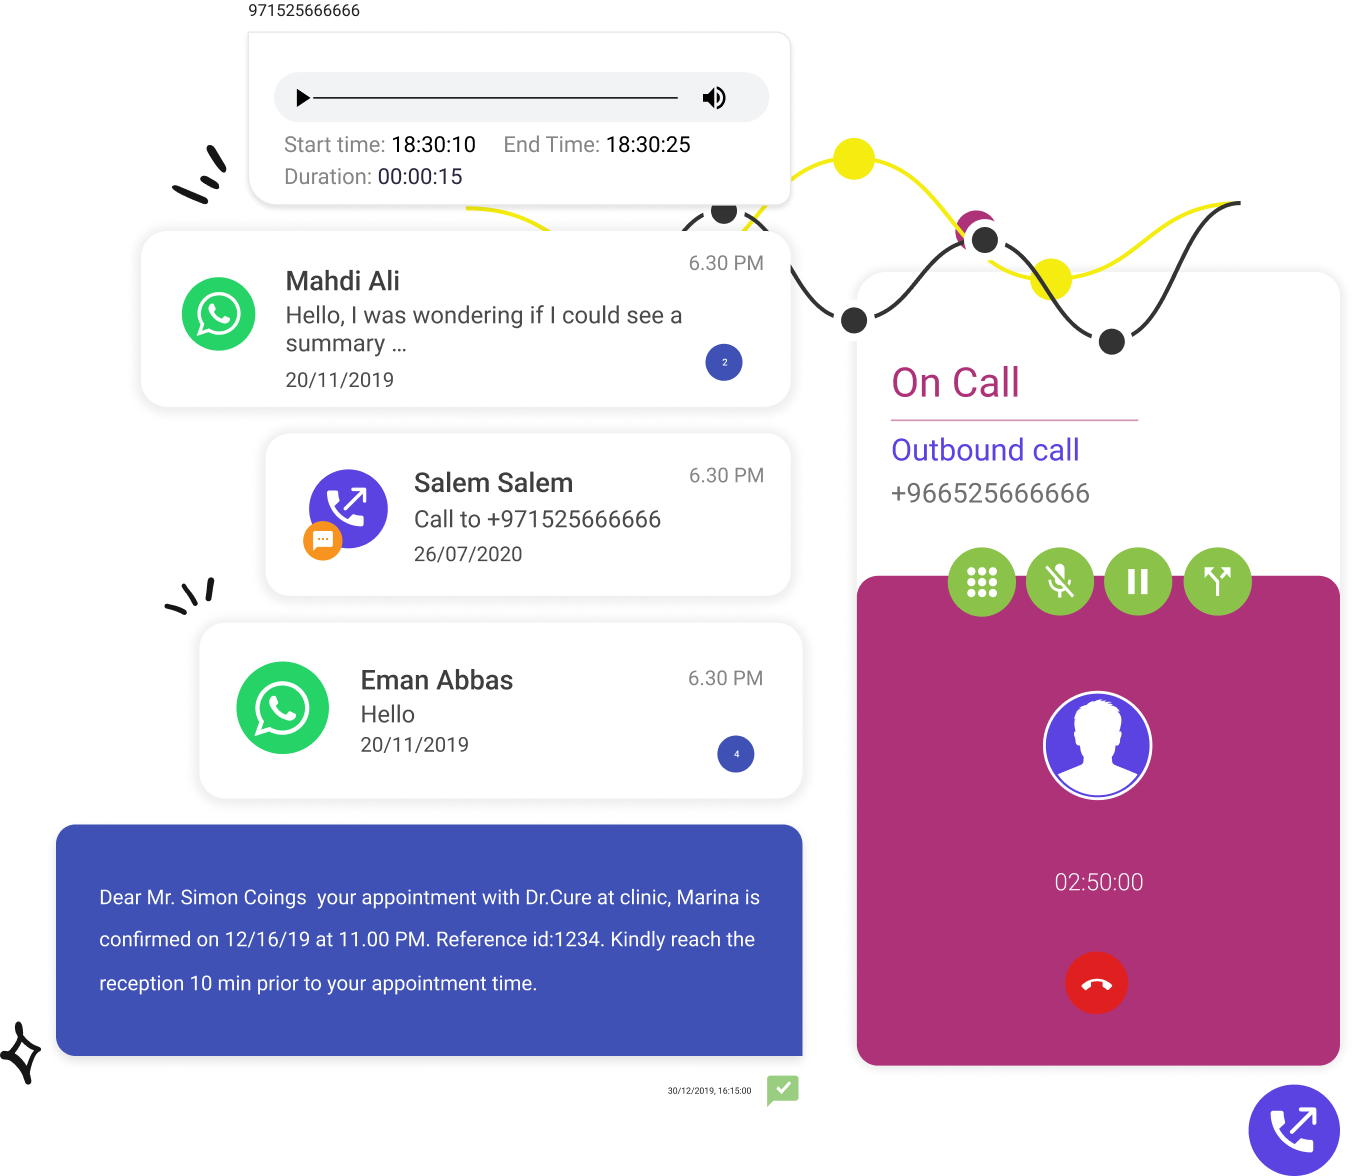 971525666666
Start time: 18:30:10 End Time: 18:30:25
Duration: 00:00:15
Mahdi Ali
6.30 PM
Hello, I was wondering if I could see a
summary ...
20/11/2019
2
Salem Salem
6.30 PM
Call to +971525666666
26/07/2020
Eman Abbas
6.30 PM
Hello
20/11/2019
4
Dear Mr. Simon Coings your appointment with Dr.Cure at clinic, Marina is
confirmed on 12/16/19 at 11.00 PM. Reference id:1234. Kindly reach the
reception 10 min prior to your appointment time.
30/12/2019, 16:15:00
On Call
Outbound call
+966525666666
02:50:00